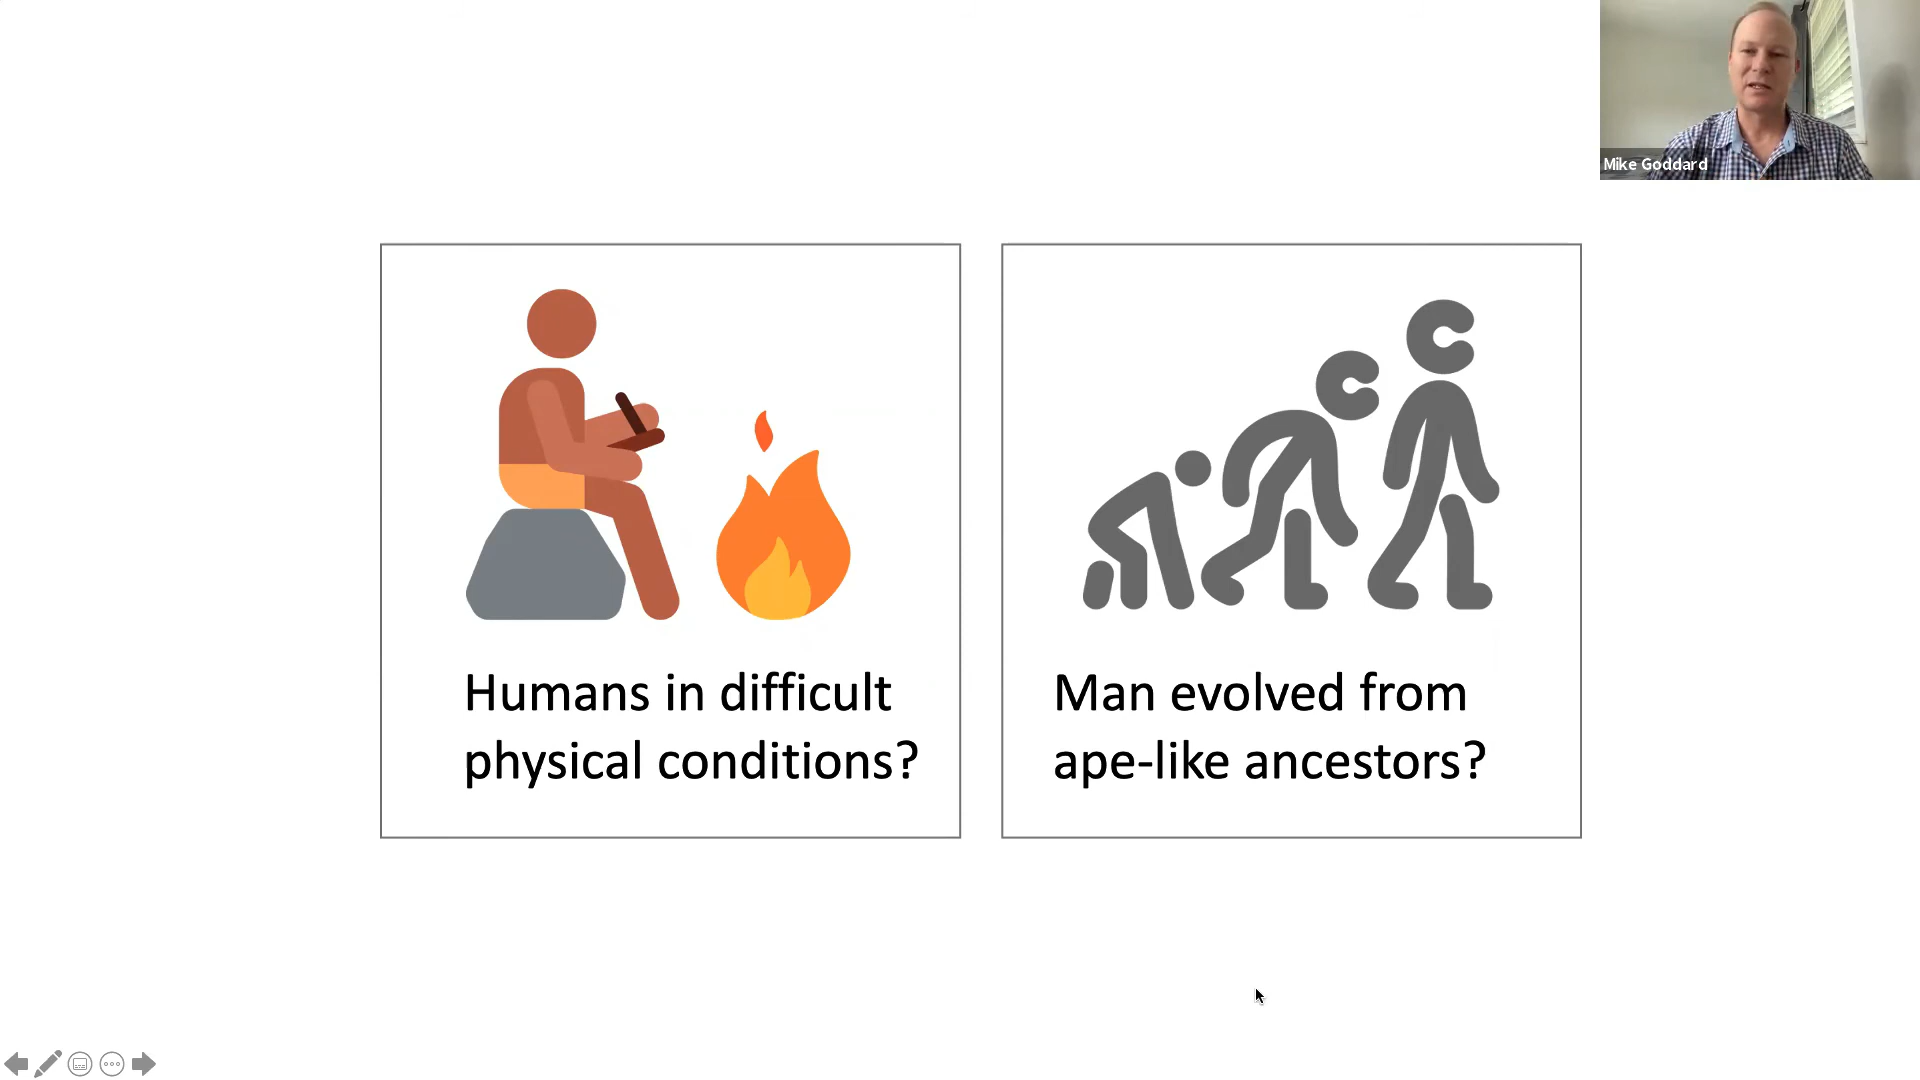 Mike Goddard
Humans in difficult
physical conditions?
Man evolved from
ape-like ancestors?